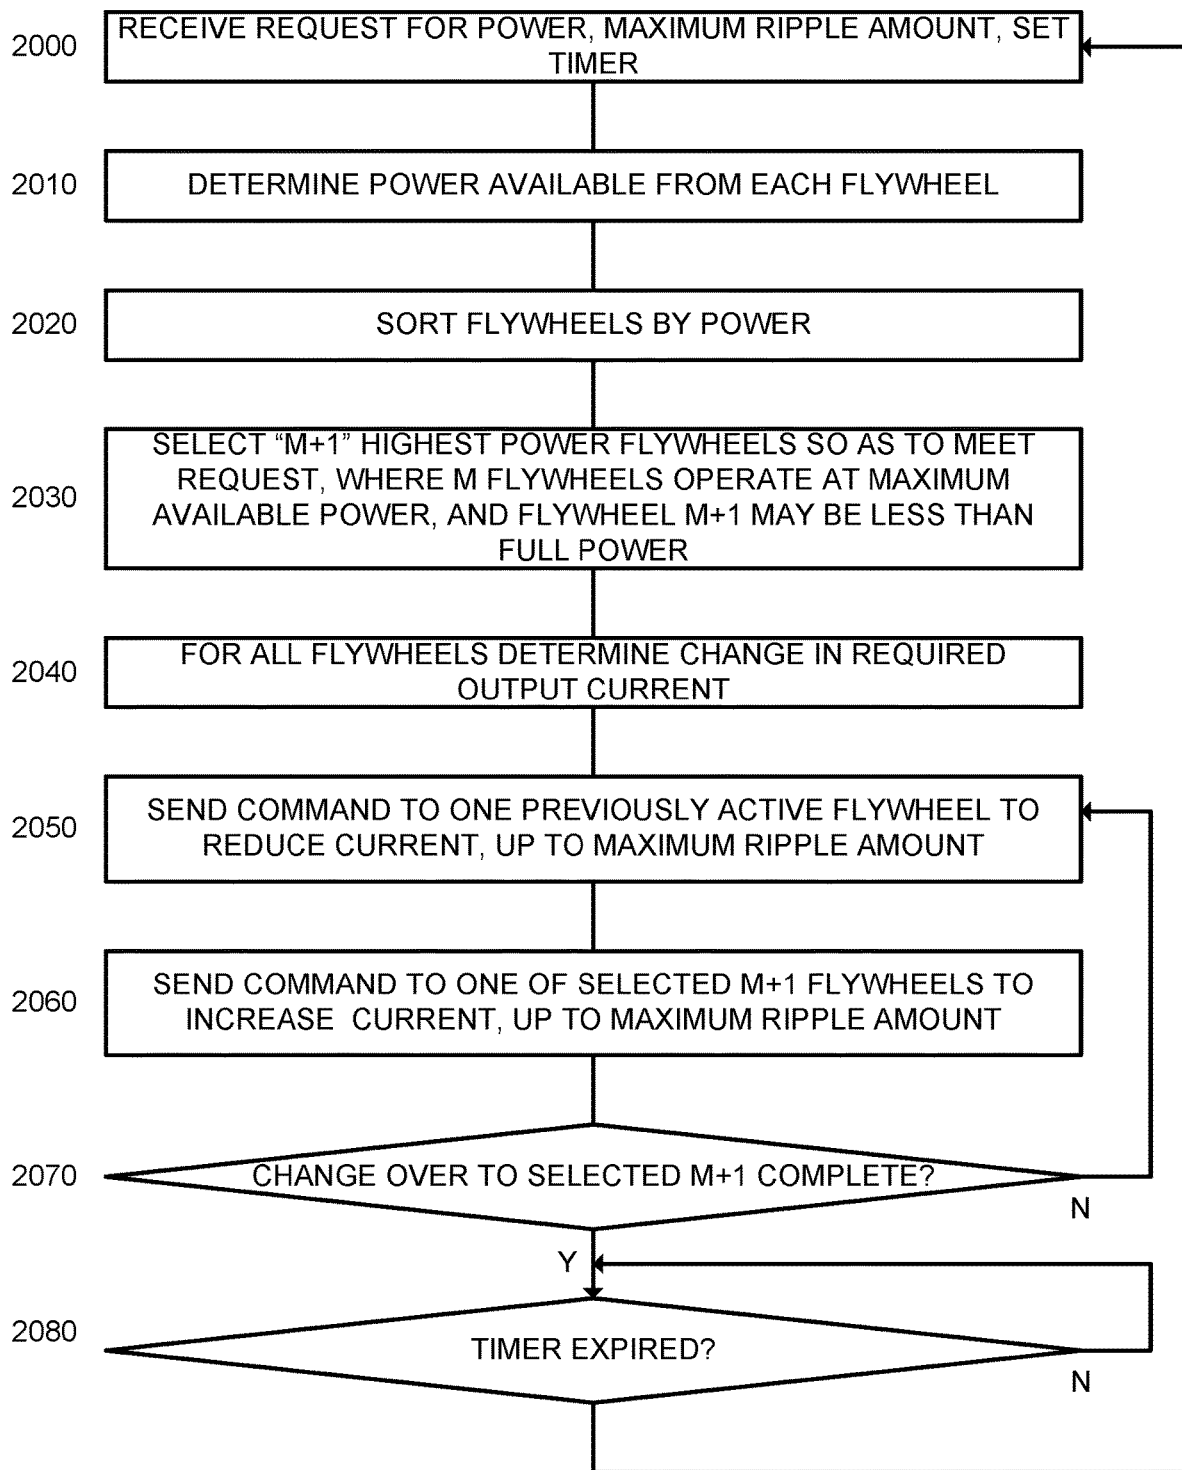 2000
RECEIVE REQUEST FOR POWER, MAXIMUM RIPPLE AMOUNT, SET
TIMER
2010
DETERMINE POWER AVAILABLE FROM EACH FLYWHEEL
2020
SORT FLYWHEELS BY POWER
2030
SELECT “M+1” HIGHEST POWER FLYWHEELS SO AS TO MEET
REQUEST, WHERE M FLYWHEELS OPERATE AT MAXIMUM
AVAILABLE POWER, AND FLYWHEEL M+1 MAY BE LESS THAN
FULL POWER
2040
FOR ALL FLYWHEELS DETERMINE CHANGE IN REQUIRED
OUTPUT CURRENT
2050
SEND COMMAND TO ONE PREVIOUSLY ACTIVE FLYWHEEL TO
REDUCE CURRENT, UP TO MAXIMUM RIPPLE AMOUNT
2060
SEND COMMAND TO ONE OF SELECTED M+1 FLYWHEELS TO
INCREASE CURRENT, UP TO MAXIMUM RIPPLE AMOUNT
2070
CHANGE OVER TO SELECTED M+1 COMPLETE?
N
Y
2080
TIMER EXPIRED?
N